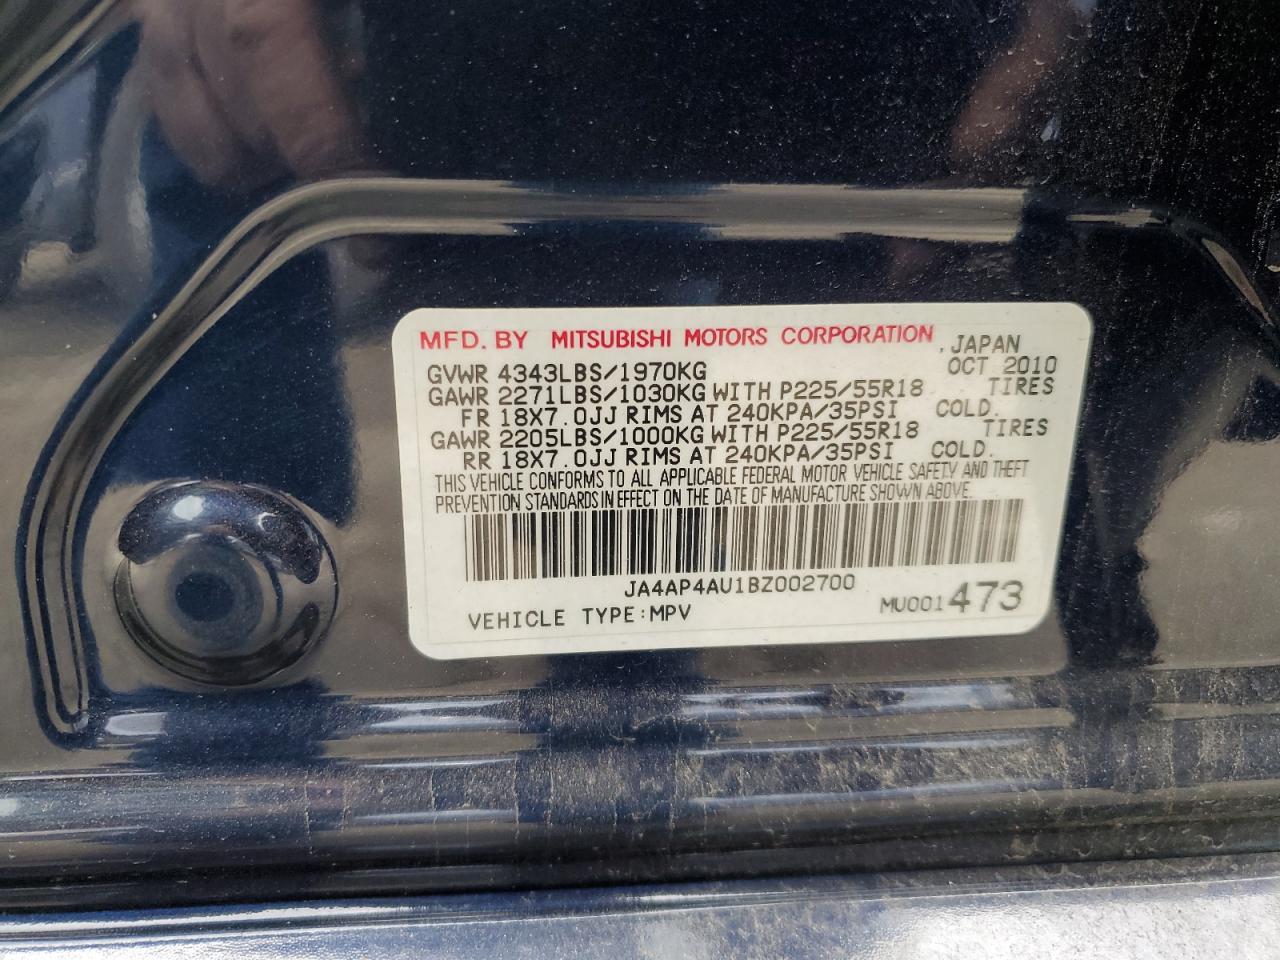 MFD. BY MITSUBISHI MOTORS CORPORATION, JAPAN
GVWR 4343LBS/1970KG OCT 2010
GAWR 2271LBS/1030KG WITH P225/55R18 TIRES
FR 18X7.0JJ RIMS AT 240KPA/35PSI COLD.
GAWR 2205LBS/1000KG WITH P225/55R18 TIRES
RR 18X7.0JJ RIMS AT 240KPA/35PSI COLD.
THIS VEHICLE CONFORMS TO ALL APPLICABLE FEDERAL MOTOR VEHICLE SAFETY AND THEFT
PREVENTION STANDARDS IN EFFECT ON THE DATE OF MANUFACTURE SHOWN ABOVE.
JA4AP4AU1BZ002700
VEHICLE TYPE:MPV MU001473